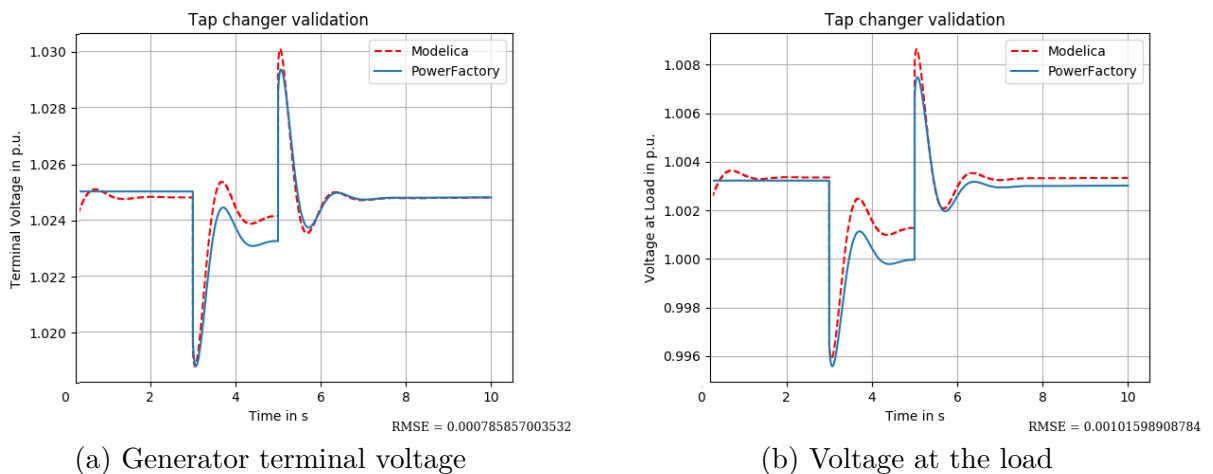 Tap changer validation
Modelica
PowerFactory
1.030
1.028
1.026
1.024
1.022
1.020
Terminal Voltage in p.u.
0 2 4 6 8 10
Time in s
RMSE = 0.000785857003532
(a) Generator terminal voltage
Tap changer validation
Modelica
PowerFactory
1.008
1.006
1.004
1.002
1.000
0.998
0.996
Voltage at Load in p.u.
0 2 4 6 8 10
Time in s
RMSE = 0.00101598908784
(b) Voltage at the load